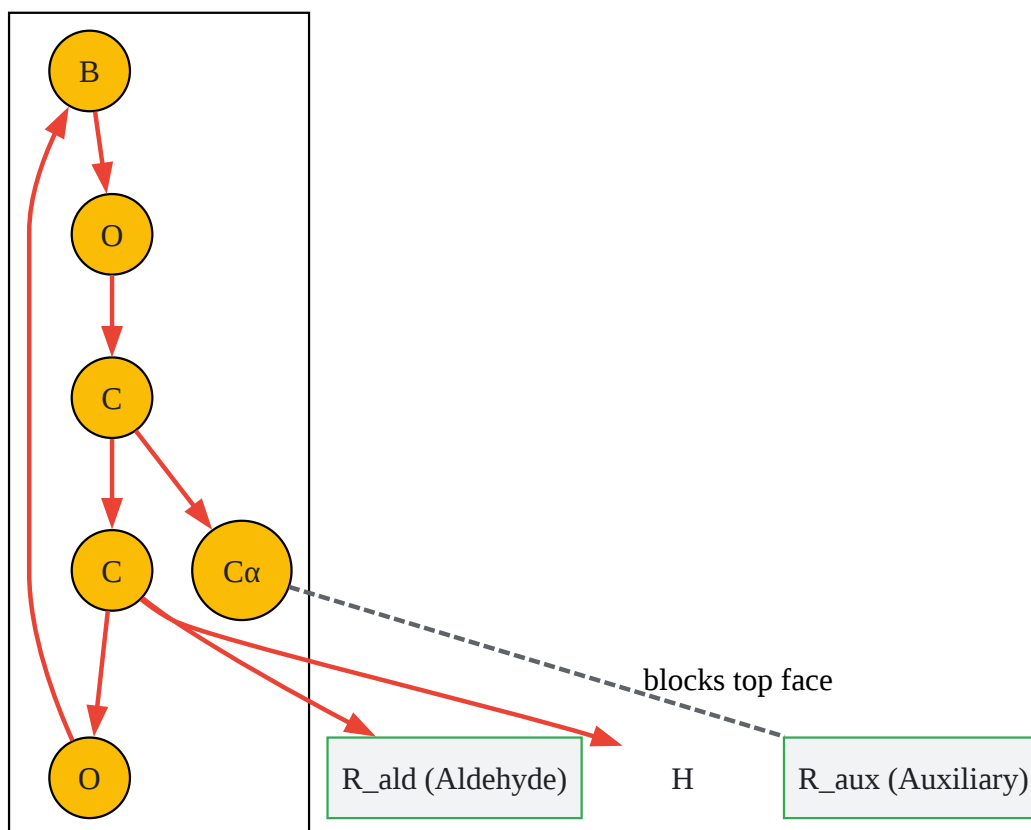 B
O
C
C
Cα
blocks top face
O
R_ald (Aldehyde)
H
R_aux (Auxiliary)